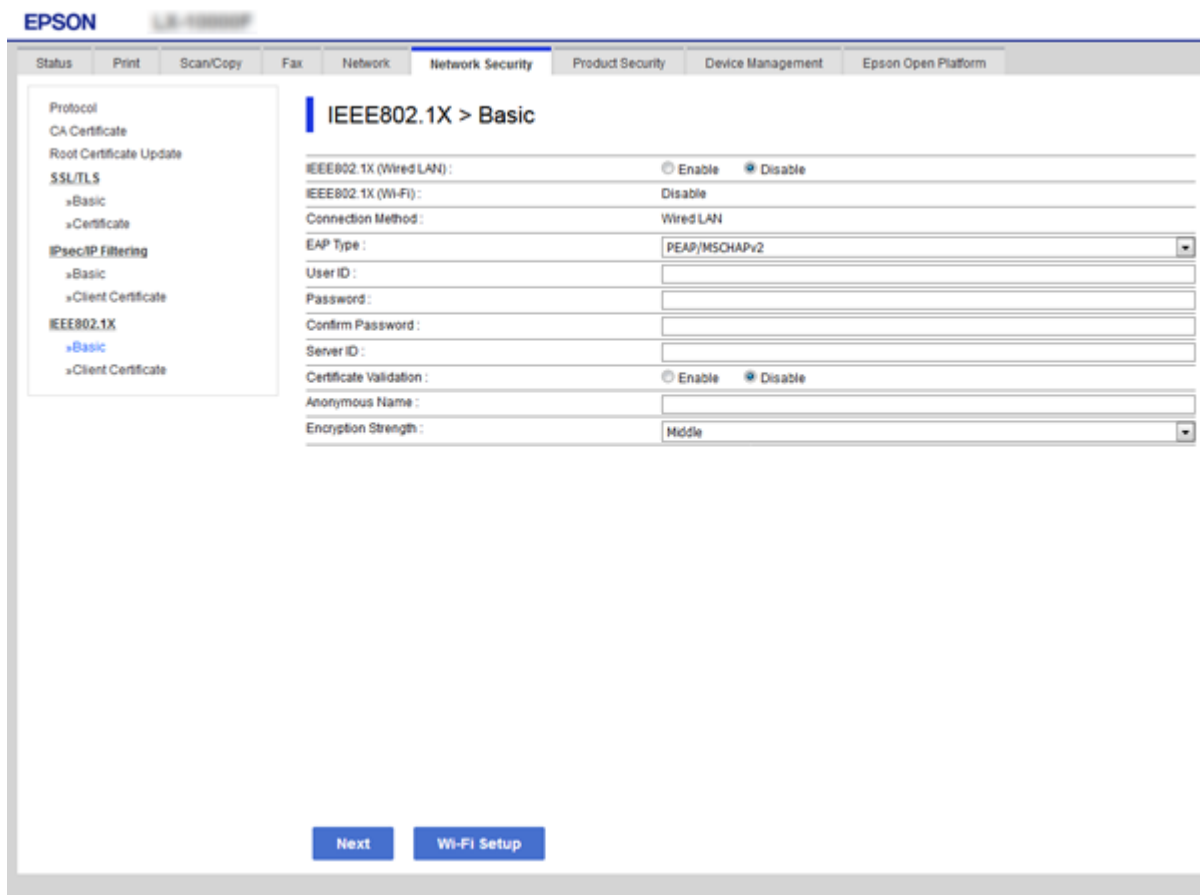 EPSON
Status Print Scan/Copy Fax Network Network Security Product Security Device Management Epson Open Platform
Protocol
CA Certificate
Root Certificate Update
SSL/TLS
»Basic
»Certificate
IPsec/IP Filtering
»Basic
»Client Certificate
IEEE802.1X
»Basic
»Client Certificate
IEEE802.1X > Basic
IEEE802.1X (Wired LAN) : Enable Disable
IEEE802.1X (Wi-Fi) : Disable
Connection Method : Wired LAN
EAP Type : PEAP/MSCHAPv2
User ID :
Password :
Confirm Password :
Server ID :
Certificate Validation : Enable Disable
Anonymous Name :
Encryption Strength : Middle
Next Wi-Fi Setup